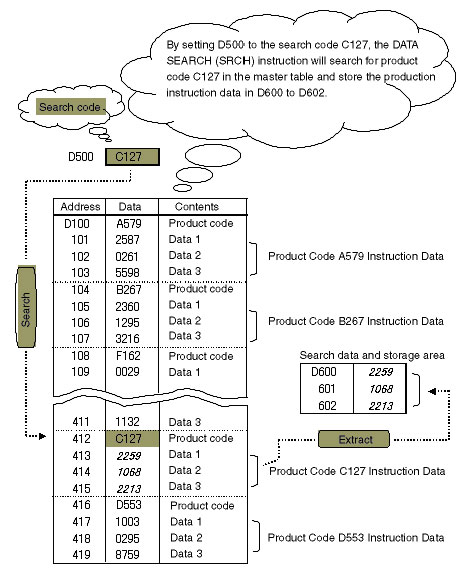 By setting D500 to the search code C127, the DATA
SEARCH (SRCH) instruction will search for product
code C127 in the master table and store the production
instruction data in D600 to D602.
Search code
D500 C127
Address Data Contents
D100 A579 Product code
101 2587 Data 1
102 0261 Data 2
103 5598 Data 3
Product Code A579 Instruction Data
104 B267 Product code
105 2360 Data 1
106 1295 Data 2
107 3216 Data 3
Product Code B267 Instruction Data
108 F162 Product code
109 0029 Data 1
Search
Search data and storage area
D600 2259
601 1068
602 2213
Extract
411 1132 Data 3
412 C127 Product code
413 2259 Data 1
414 1068 Data 2
415 2213 Data 3
Product Code C127 Instruction Data
416 D553 Product code
417 1003 Data 1
418 0295 Data 2
419 8759 Data 3
Product Code D553 Instruction Data